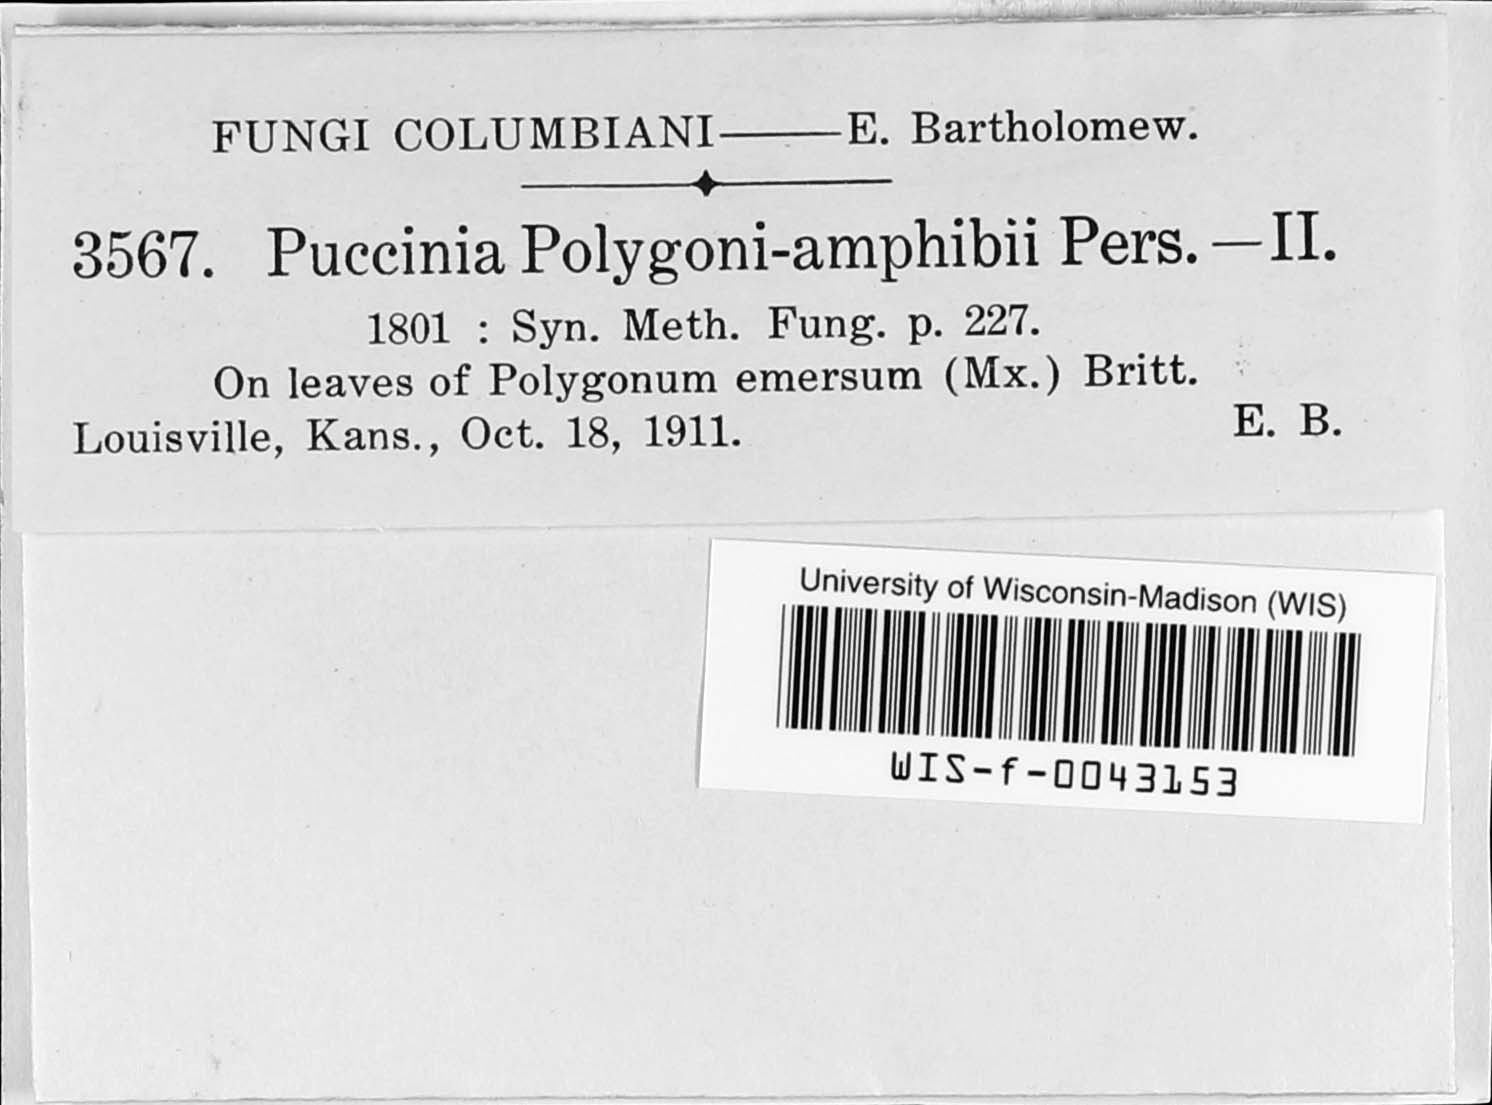 FUNGI COLUMBIANI——E. Bartholomew.
3567. Puccinia Polygoni-amphibii Pers. —II.
1801 : Syn. Meth. Fung. p. 227.
On leaves of Polygonum emersum (Mx.) Britt.
Louisville, Kans., Oct. 18, 1911. E. B.
University of Wisconsin-Madison (WIS)
WIS-f-0043153